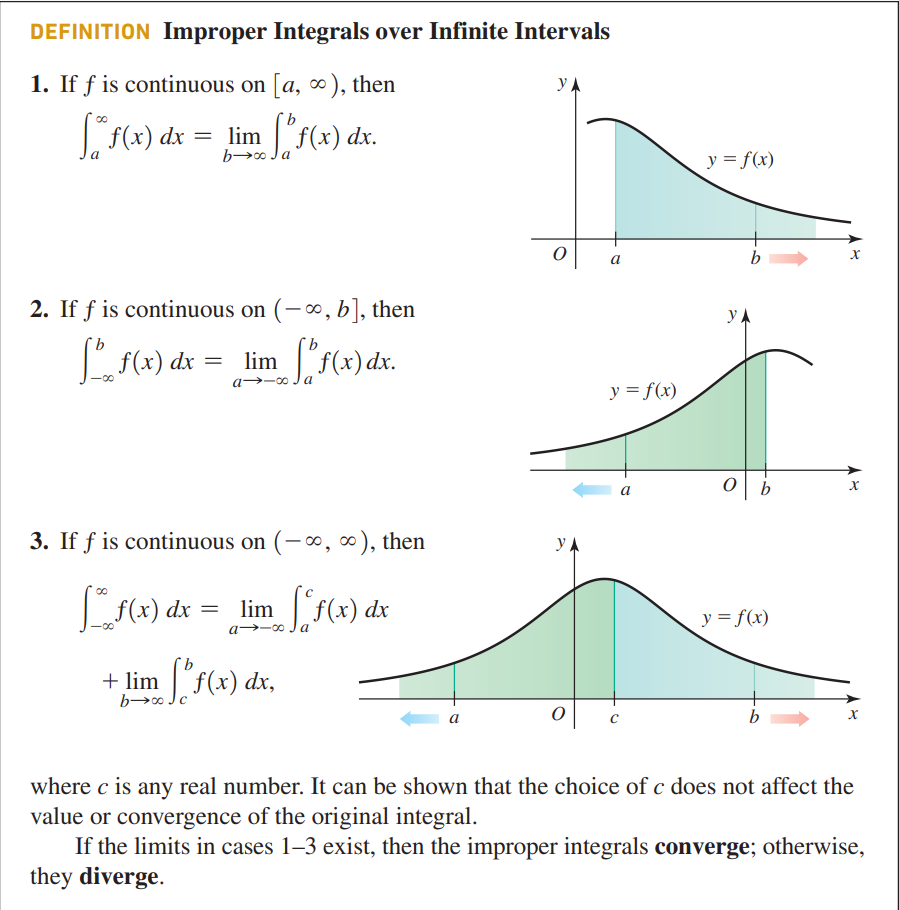 DEFINITION Improper Integrals over Infinite Intervals
1. If f is continuous on [a, ∞), then
∫_a^∞ f(x) dx = lim_{b→∞} ∫_a^b f(x) dx.
y
y = f(x)
O a b x
2. If f is continuous on (−∞, b], then
∫_{−∞}^b f(x) dx = lim_{a→−∞} ∫_a^b f(x) dx.
y
y = f(x)
a O b x
3. If f is continuous on (−∞, ∞), then
∫_{−∞}^∞ f(x) dx = lim_{a→−∞} ∫_a^c f(x) dx
+ lim_{b→∞} ∫_c^b f(x) dx,
y
y = f(x)
a O c b x
where c is any real number. It can be shown that the choice of c does not affect the
value or convergence of the original integral.
If the limits in cases 1–3 exist, then the improper integrals converge; otherwise,
they diverge.